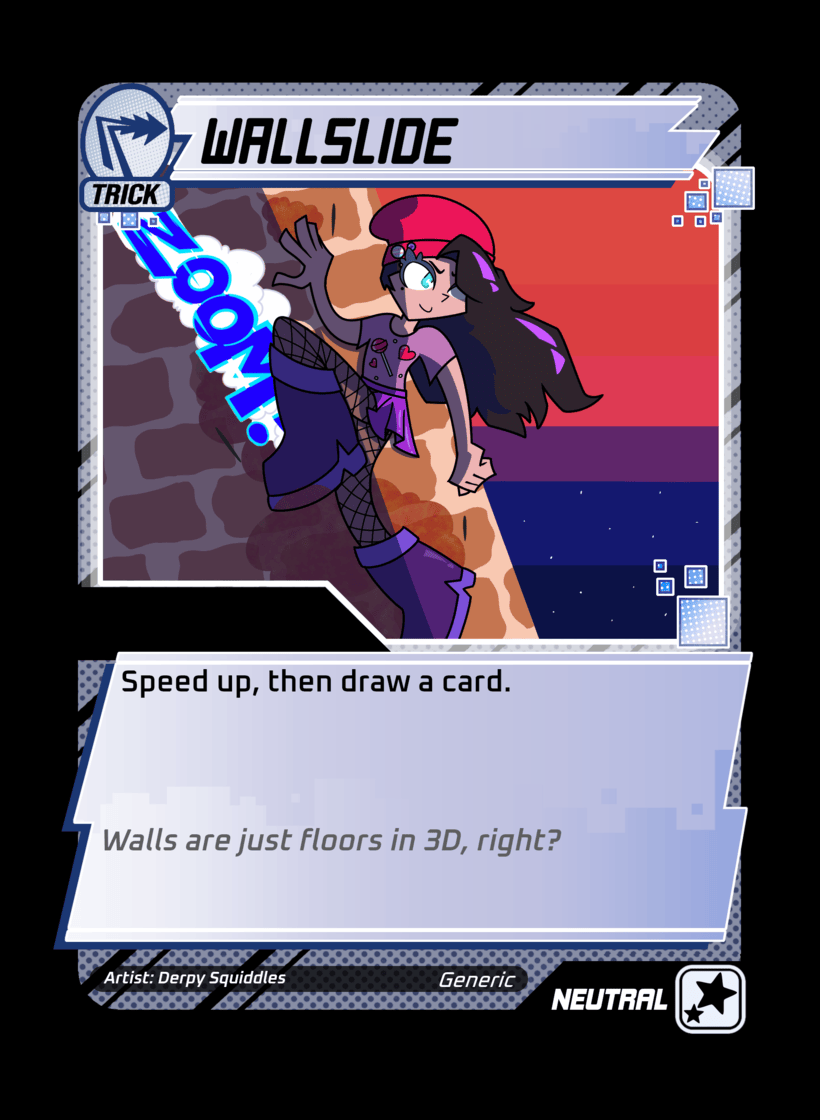 WALLSLIDE
TRICK
ZOOM!
Speed up, then draw a card.
Walls are just floors in 3D, right?
Artist: Derpy Squiddles
Generic
NEUTRAL